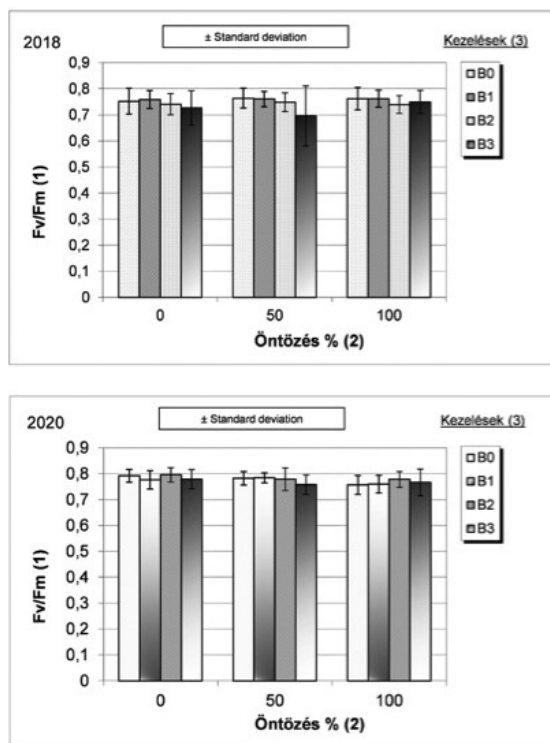 2018
± Standard deviation
Kezelések (3)
0,9
0,8
0,7
0,6
0,5
0,4
0,3
0,2
0,1
0
Fv/Fm (1)
0 50 100
Öntözés % (2)
B0
B1
B2
B3
2020
± Standard deviation
Kezelések (3)
0,9
0,8
0,7
0,6
0,5
0,4
0,3
0,2
0,1
0
Fv/Fm (1)
0 50 100
Öntözés % (2)
B0
B1
B2
B3